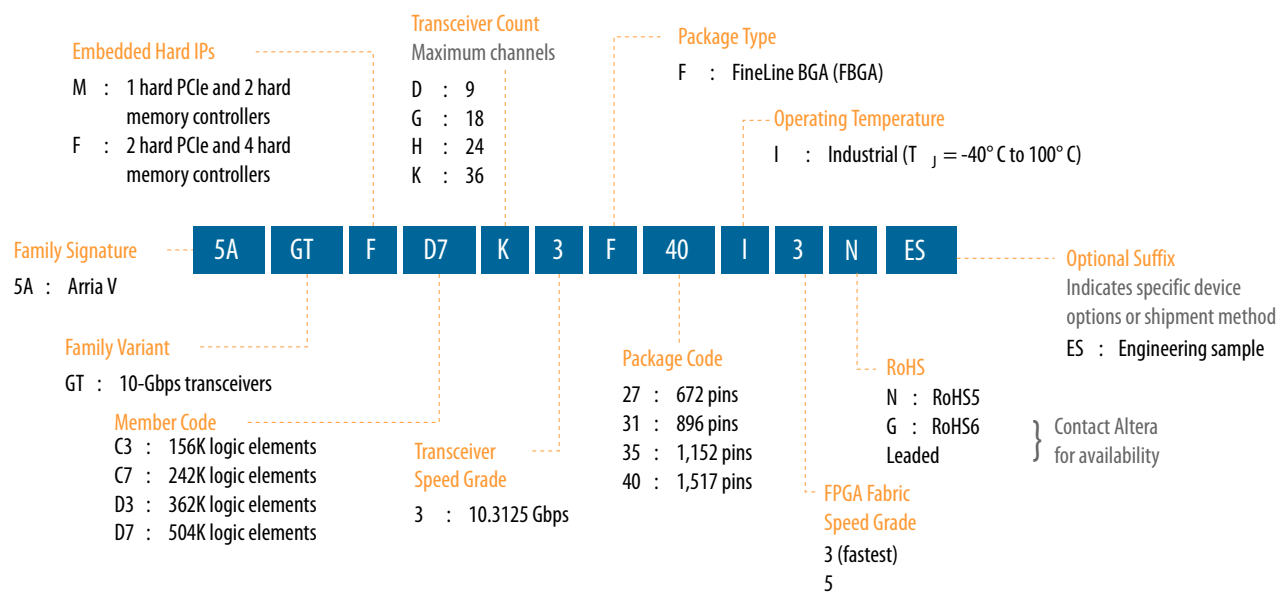 Embedded Hard IPs
M : 1 hard PCIe and 2 hard
memory controllers
F : 2 hard PCIe and 4 hard
memory controllers
Transceiver Count
Maximum channels
D : 9
G : 18
H : 24
K : 36
Package Type
F : FineLine BGA (FBGA)
Operating Temperature
I : Industrial (T J = -40° C to 100° C)
Family Signature
5A : Arria V
5A GT F D7 K 3 F 40 I 3 N ES
Optional Suffix
Indicates specific device
options or shipment method
ES : Engineering sample
Family Variant
GT : 10-Gbps transceivers
Member Code
C3 : 156K logic elements
C7 : 242K logic elements
D3 : 362K logic elements
D7 : 504K logic elements
Transceiver
Speed Grade
3 : 10.3125 Gbps
Package Code
27 : 672 pins
31 : 896 pins
35 : 1,152 pins
40 : 1,517 pins
RoHS
N : RoHS5
G : RoHS6
Leaded
} Contact Altera
for availability
FPGA Fabric
Speed Grade
3 (fastest)
5